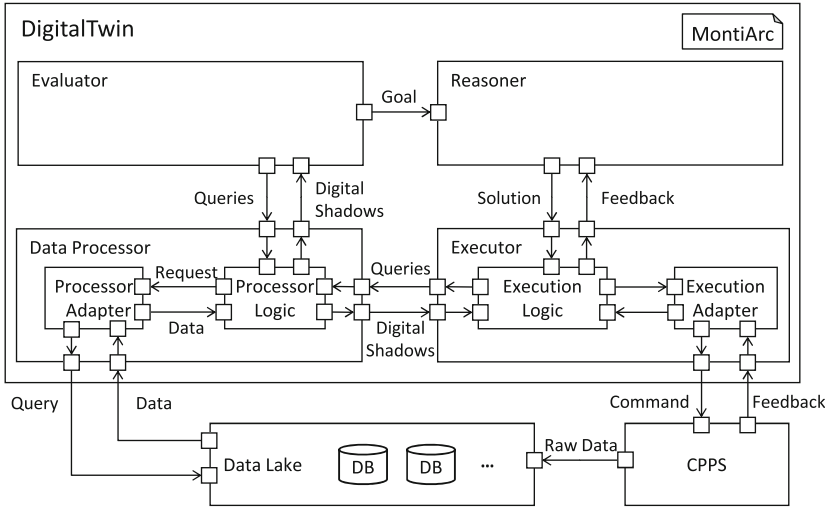 DigitalTwin
MontiArc
Evaluator
Goal
Reasoner
Queries
Digital
Shadows
Solution
Feedback
Data Processor
Executor
Processor
Adapter
Request
Data
Processor
Logic
Queries
Digital
Shadows
Execution
Logic
Execution
Adapter
Query
Data
Command
Feedback
Data Lake
DB
DB
...
Raw Data
CPPS